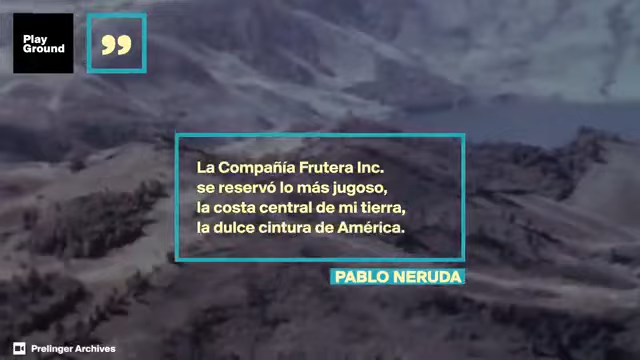 Play
Ground
”
La Compañía Frutera Inc.
se reservó lo más jugoso,
la costa central de mi tierra,
la dulce cintura de América.
PABLO NERUDA
Prelinger Archives